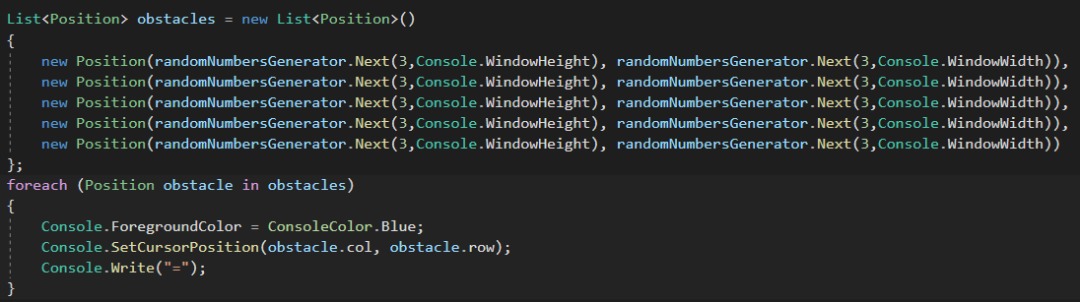 List<Position> obstacles = new List<Position>()
{
    new Position(randomNumbersGenerator.Next(3,Console.WindowHeight), randomNumbersGenerator.Next(3,Console.WindowWidth)),
    new Position(randomNumbersGenerator.Next(3,Console.WindowHeight), randomNumbersGenerator.Next(3,Console.WindowWidth)),
    new Position(randomNumbersGenerator.Next(3,Console.WindowHeight), randomNumbersGenerator.Next(3,Console.WindowWidth)),
    new Position(randomNumbersGenerator.Next(3,Console.WindowHeight), randomNumbersGenerator.Next(3,Console.WindowWidth)),
    new Position(randomNumbersGenerator.Next(3,Console.WindowHeight), randomNumbersGenerator.Next(3,Console.WindowWidth))
};
foreach (Position obstacle in obstacles)
{
    Console.ForegroundColor = ConsoleColor.Blue;
    Console.SetCursorPosition(obstacle.col, obstacle.row);
    Console.Write("=");
}